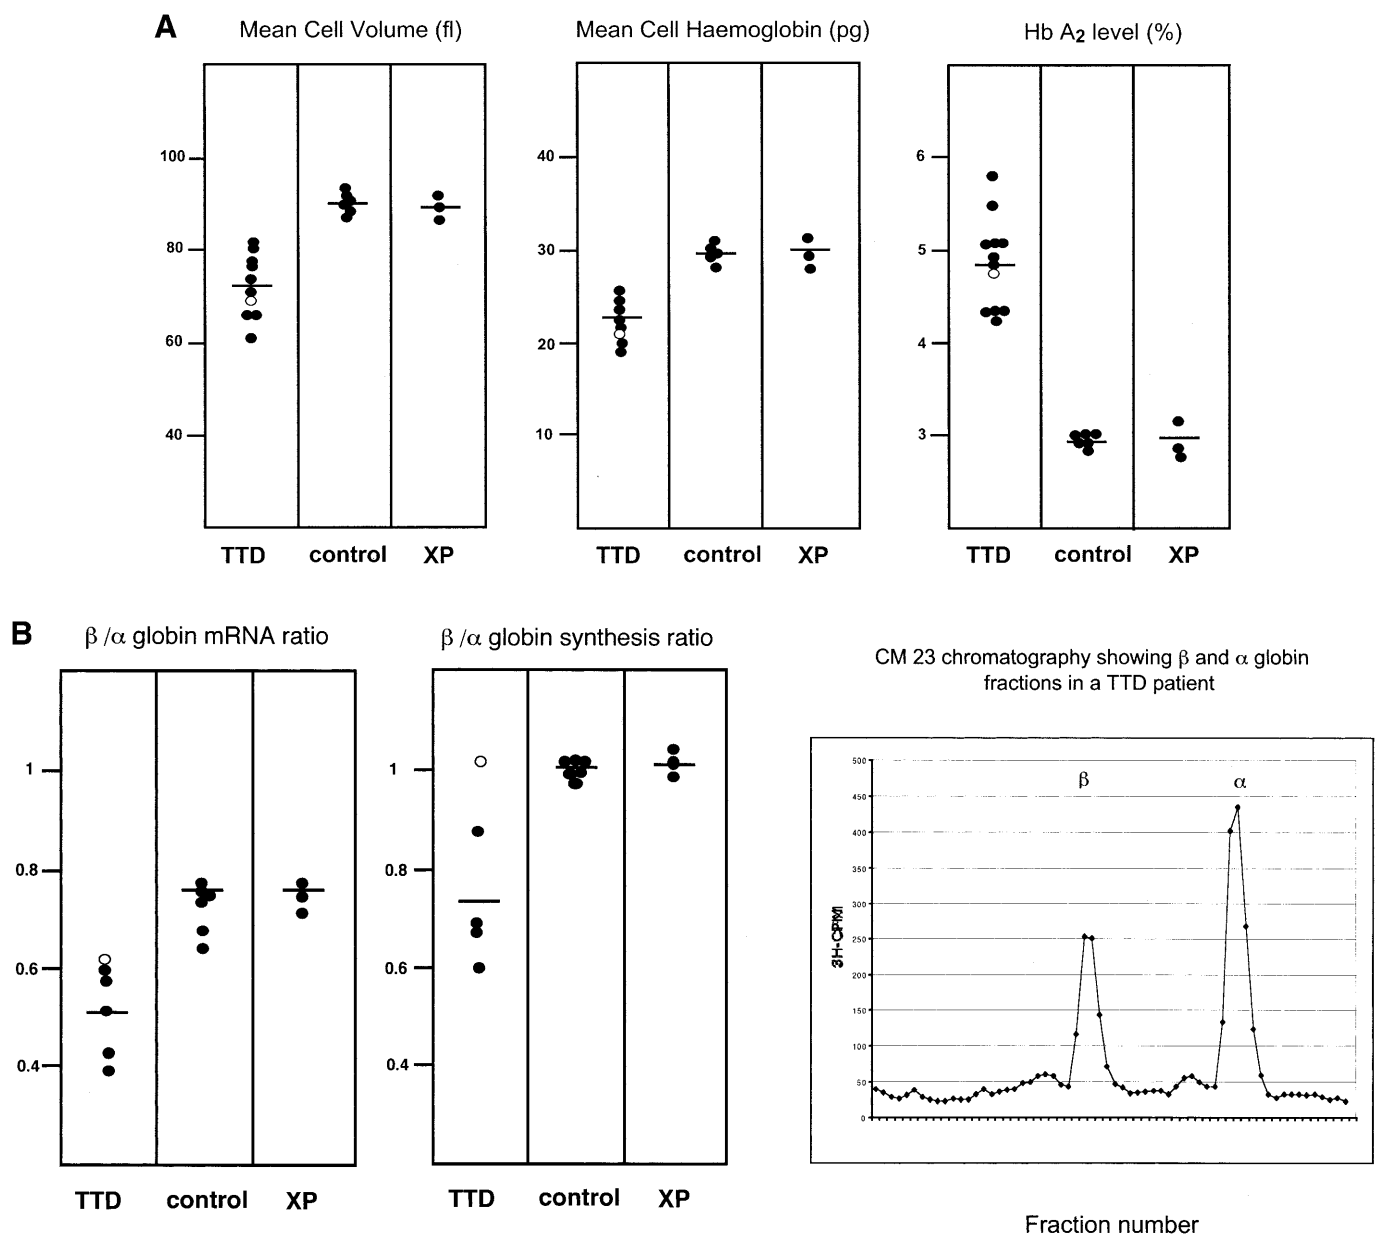 A
Mean Cell Volume (fl)
Mean Cell Haemoglobin (pg)
Hb A2 level (%)
100
80
60
40
40
30
20
10
6
5
4
3
TTD control XP
TTD control XP
TTD control XP
B
β /α globin mRNA ratio
β /α globin synthesis ratio
CM 23 chromatography showing β and α globin
fractions in a TTD patient
1
0.8
0.6
0.4
1
0.8
0.6
0.4
β α
3H-CPM
500
450
400
350
300
250
200
150
100
50
0
TTD control XP
TTD control XP
Fraction number